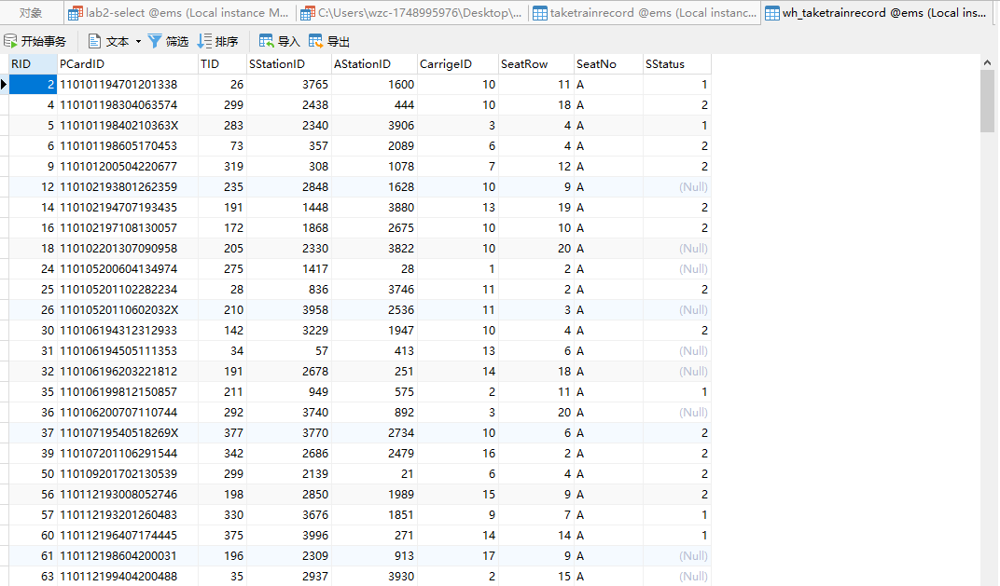 对象 lab2-select @ems (Local instance M... C:\Users\wzc-1748995976\Desktop\... taketrainrecord @ems (Local instanc... wh_taketrainrecord @ems (Local ins...
开始事务 文本 筛选 排序 导入 导出
RID PCardID TID SStationID AStationID CarrigeID SeatRow SeatNo SStatus
2 110101194701201338 26 3765 1600 10 11 A 1
4 110101198304063574 299 2438 444 10 18 A 2
5 11010119840210363X 283 2340 3906 3 4 A 1
6 110101198605170453 73 357 2089 6 4 A 2
9 110101200504220677 319 308 1078 7 12 A 2
12 110102193801262359 235 2848 1628 10 9 A (Null)
14 110102194707193435 191 1448 3880 13 19 A 2
16 110102197108130057 172 1868 2675 10 10 A 2
18 110102201307090958 205 2330 3822 10 20 A (Null)
24 110105200604134974 275 1417 28 1 2 A (Null)
25 110105201102282234 28 836 3746 11 2 A 2
26 11010520110602032X 210 3958 2536 11 3 A (Null)
30 110106194312312933 142 3229 1947 10 4 A 2
31 110106194505111353 34 57 413 13 6 A (Null)
32 110106196203221812 191 2678 251 14 18 A (Null)
35 110106199812150857 211 949 575 2 11 A 1
36 110106200707110744 292 3740 892 3 20 A (Null)
37 11010719540518269X 377 3770 2734 10 6 A 2
39 110107201106291544 342 2686 2479 16 2 A 2
50 110109201702130539 299 2139 21 6 4 A 2
56 110112193008052746 198 2850 1989 15 9 A 2
57 110112193201260483 330 3676 1851 9 7 A 1
60 110112196407174445 375 3996 271 14 14 A 1
61 110112198604200031 196 2309 913 17 9 A (Null)
63 110112199404200488 35 2937 3930 2 15 A (Null)